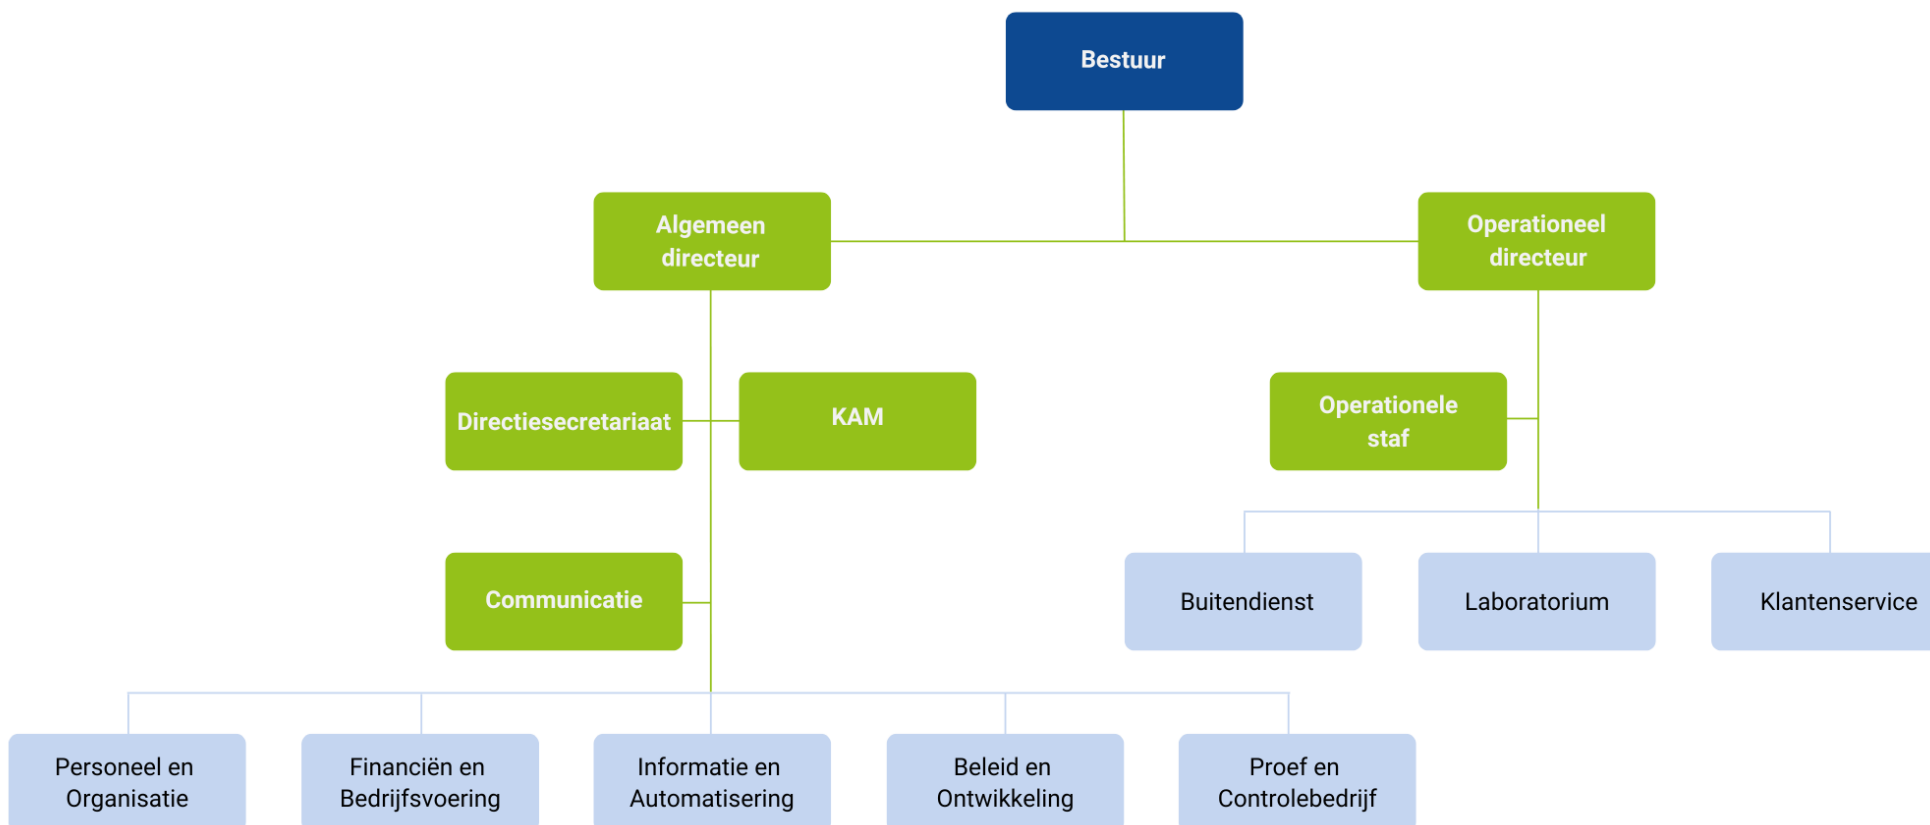 Bestuur
Algemeen
directeur
Operationeel
directeur
Directiesecretariaat
KAM
Operationele
staf
Communicatie
Buitendienst
Laboratorium
Klantenservice
Personeel en
Organisatie
Financiën en
Bedrijfsvoering
Informatie en
Automatisering
Beleid en
Ontwikkeling
Proef en
Controlebedrijf